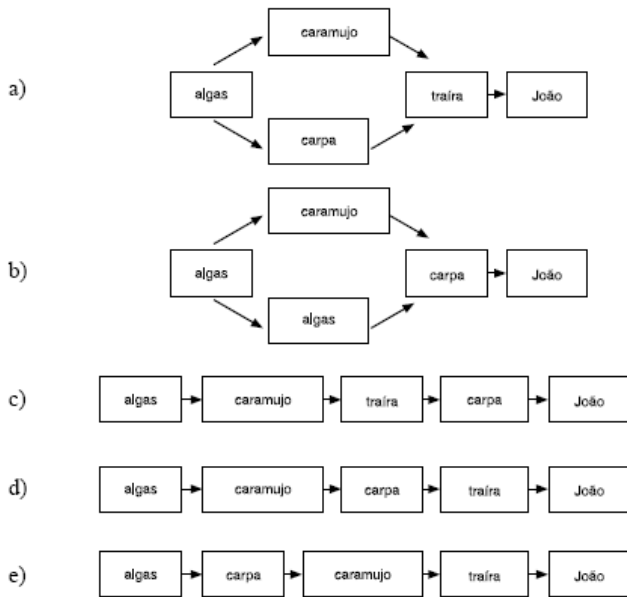 caramujo
a) algas traíra João
carpa
caramujo
b) algas carpa João
algas
c) algas caramujo traíra carpa João
d) algas caramujo carpa traíra João
e) algas carpa caramujo traíra João